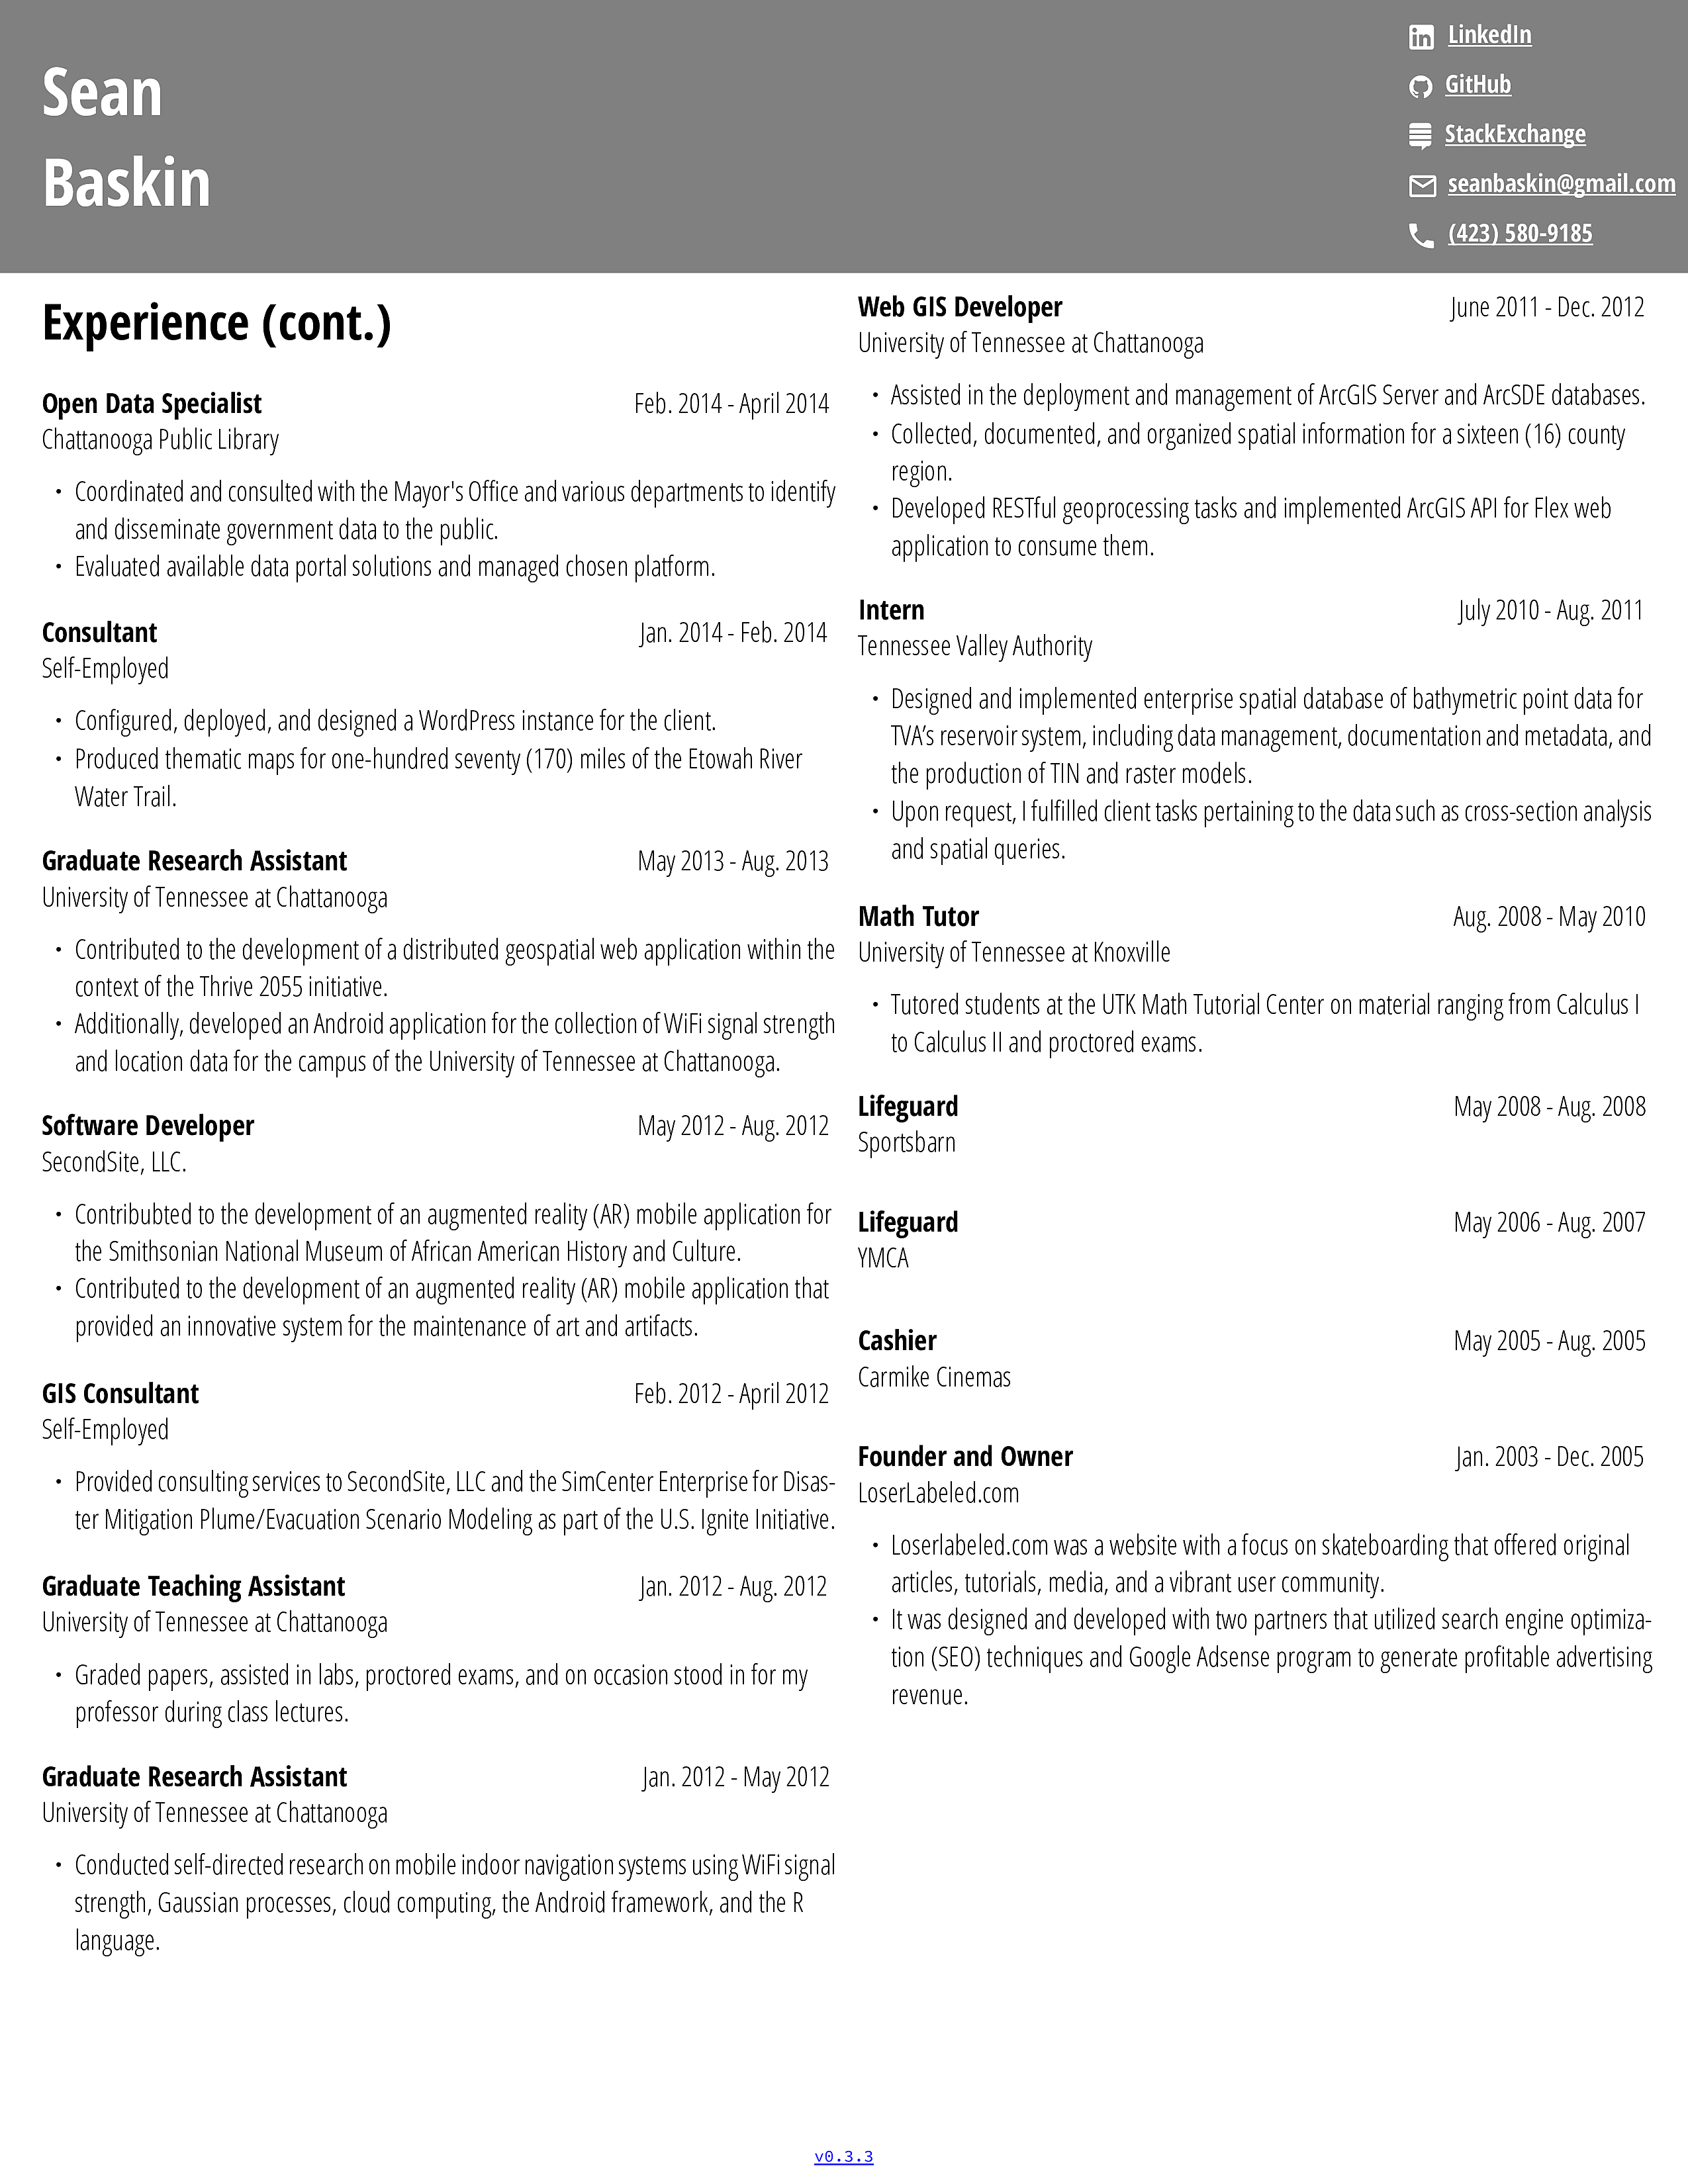 Sean
Baskin
LinkedIn
GitHub
StackExchange
seanbaskin@gmail.com
(423) 580-9185
Experience (cont.)
Open Data Specialist Feb. 2014 - April 2014
Chattanooga Public Library
• Coordinated and consulted with the Mayor's Office and various departments to identify
and disseminate government data to the public.
• Evaluated available data portal solutions and managed chosen platform.
Consultant Jan. 2014 - Feb. 2014
Self-Employed
• Configured, deployed, and designed a WordPress instance for the client.
• Produced thematic maps for one-hundred seventy (170) miles of the Etowah River
Water Trail.
Graduate Research Assistant May 2013 - Aug. 2013
University of Tennessee at Chattanooga
• Contributed to the development of a distributed geospatial web application within the
context of the Thrive 2055 initiative.
• Additionally, developed an Android application for the collection of WiFi signal strength
and location data for the campus of the University of Tennessee at Chattanooga.
Software Developer May 2012 - Aug. 2012
SecondSite, LLC.
• Contribubted to the development of an augmented reality (AR) mobile application for
the Smithsonian National Museum of African American History and Culture.
• Contributed to the development of an augmented reality (AR) mobile application that
provided an innovative system for the maintenance of art and artifacts.
GIS Consultant Feb. 2012 - April 2012
Self-Employed
• Provided consulting services to SecondSite, LLC and the SimCenter Enterprise for Disas-
ter Mitigation Plume/Evacuation Scenario Modeling as part of the U.S. Ignite Initiative.
Graduate Teaching Assistant Jan. 2012 - Aug. 2012
University of Tennessee at Chattanooga
• Graded papers, assisted in labs, proctored exams, and on occasion stood in for my
professor during class lectures.
Graduate Research Assistant Jan. 2012 - May 2012
University of Tennessee at Chattanooga
• Conducted self-directed research on mobile indoor navigation systems using WiFi signal
strength, Gaussian processes, cloud computing, the Android framework, and the R
language.
Web GIS Developer June 2011 - Dec. 2012
University of Tennessee at Chattanooga
• Assisted in the deployment and management of ArcGIS Server and ArcSDE databases.
• Collected, documented, and organized spatial information for a sixteen (16) county
region.
• Developed RESTful geoprocessing tasks and implemented ArcGIS API for Flex web
application to consume them.
Intern July 2010 - Aug. 2011
Tennessee Valley Authority
• Designed and implemented enterprise spatial database of bathymetric point data for
TVA’s reservoir system, including data management, documentation and metadata, and
the production of TIN and raster models.
• Upon request, I fulfilled client tasks pertaining to the data such as cross-section analysis
and spatial queries.
Math Tutor Aug. 2008 - May 2010
University of Tennessee at Knoxville
• Tutored students at the UTK Math Tutorial Center on material ranging from Calculus I
to Calculus II and proctored exams.
Lifeguard May 2008 - Aug. 2008
Sportsbarn
Lifeguard May 2006 - Aug. 2007
YMCA
Cashier May 2005 - Aug. 2005
Carmike Cinemas
Founder and Owner Jan. 2003 - Dec. 2005
LoserLabeled.com
• Loserlabeled.com was a website with a focus on skateboarding that offered original
articles, tutorials, media, and a vibrant user community.
• It was designed and developed with two partners that utilized search engine optimiza-
tion (SEO) techniques and Google Adsense program to generate profitable advertising
revenue.
v0.3.3